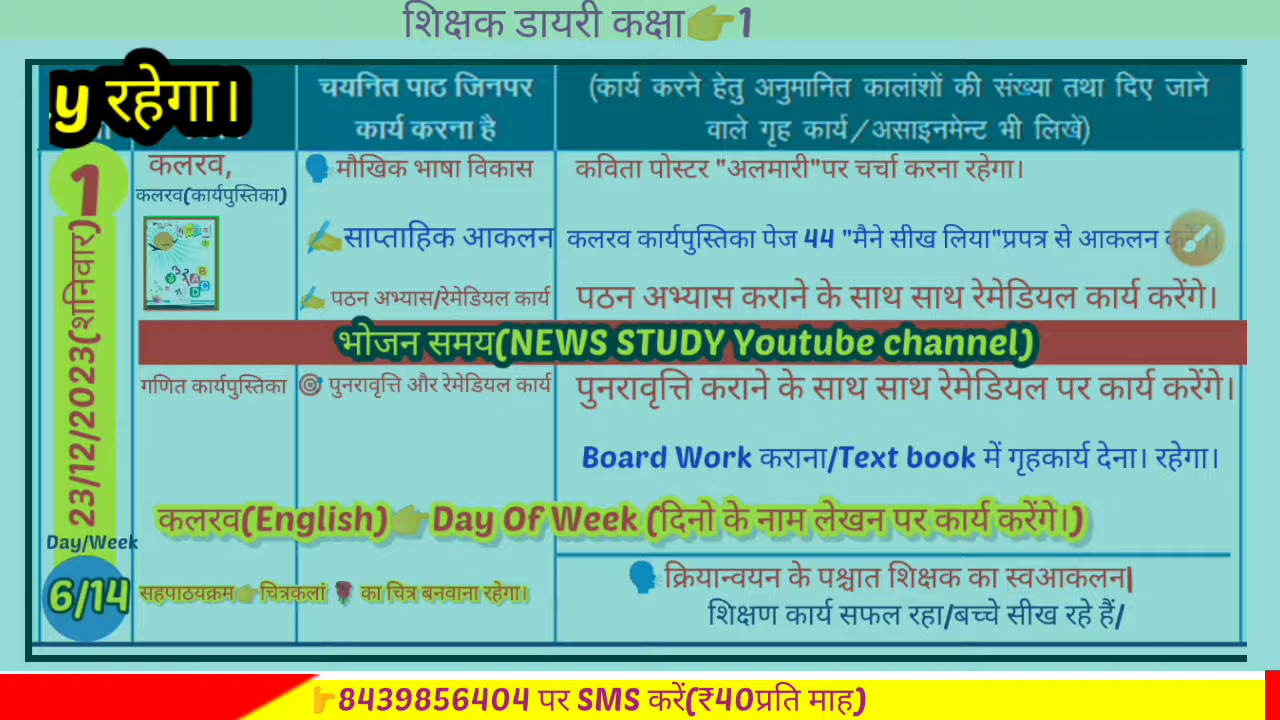 शिक्षक डायरी कक्षा👉1
y रहेगा।
चयनित पाट जिनपर
कार्य करना है
(कार्य करने हेतु अनुमानित कालांशों की संख्या तथा दिए जाने
वाले गृह कार्य/असाइनमेन्ट भी लिखें)
1
23/12/2023(शनिवार)
कलरव,
कलरव(कार्यपुस्तिका)
🗣मौखिक भाषा विकास
कविता पोस्टर "अलमारी"पर चर्चा करना रहेगा।
✍साप्ताहिक आकलन
कलरव कार्यपुस्तिका पेज 44 "मैने सीख लिया"प्रपत्र से आकलन
✍ पठन अभ्यास/रेमेडियल कार्य
पठन अभ्यास कराने के साथ साथ रेमेडियल कार्य करेंगे।
भोजन समय(NEWS STUDY Youtube channel)
गणित कार्यपुस्तिका
🎯 पुनरावृत्ति और रेमेडियल कार्य
पुनरावृत्ति कराने के साथ साथ रेमेडियल पर कार्य करेंगे।
Board Work कराना/Text book में गृहकार्य देना। रहेगा।
कलरव(English)👉Day Of Week (दिनो के नाम लेखन पर कार्य करेंगे।)
Day/Week
6/14
सहपाठयक्रम👉चित्रकलां 🌹 का चित्र बनवाना रहेगा।
🗣क्रियान्वयन के पश्चात शिक्षक का स्वआकलन|
शिक्षण कार्य सफल रहा/बच्चे सीख रहे हैं/
👉8439856404 पर SMS करें(₹40प्रति माह)